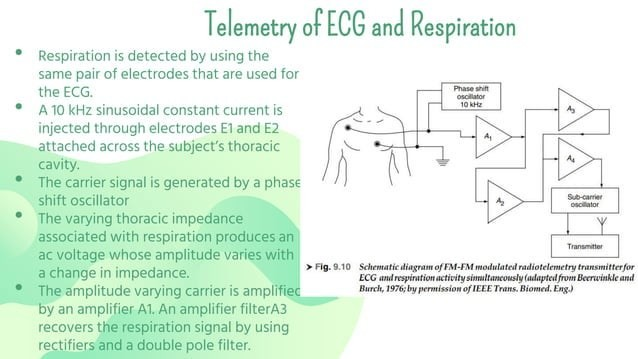 Telemetry of ECG and Respiration
• Respiration is detected by using the
same pair of electrodes that are used for
the ECG.
• A 10 kHz sinusoidal constant current is
injected through electrodes E1 and E2
attached across the subject's thoracic
cavity.
• The carrier signal is generated by a phase
shift oscillator
• The varying thoracic impedance
associated with respiration produces an
ac voltage whose amplitude varies with
a change in impedance.
• The amplitude varying carrier is amplified
by an amplifier A1. An amplifier filterA3
recovers the respiration signal by using
rectifiers and a double pole filter.
Phase shift
oscillator
10 kHz
A3
A1
A4
A2
Sub-carrier
oscillator
Transmitter
➤ Fig. 9.10 Schematic diagram of FM-FM modulated radiotelemetry transmitter for
ECG and respiration activity simultaneously (adapted from Beerwinkle and
Burch, 1976; by permission of IEEE Trans. Biomed. Eng.)